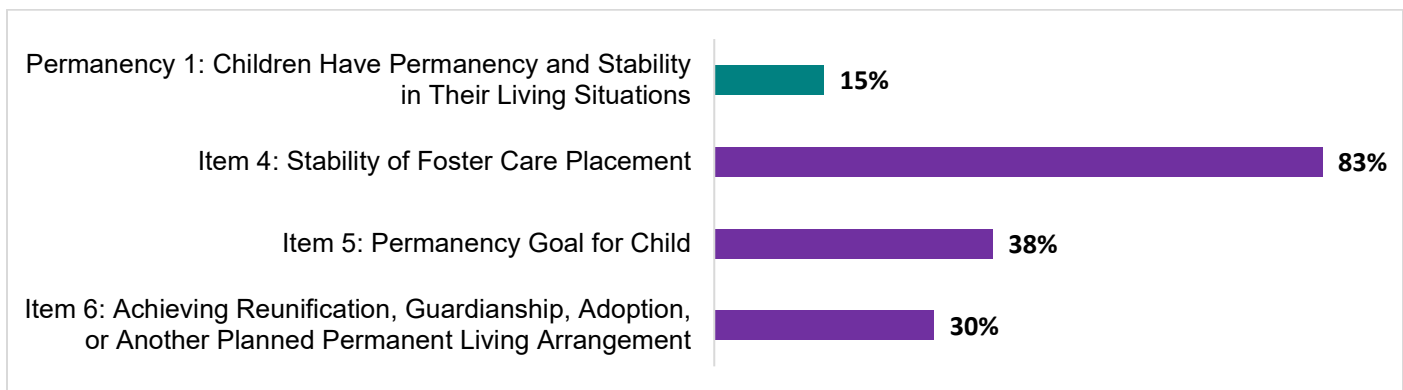 Permanency 1: Children Have Permanency and Stability
in Their Living Situations
15%
Item 4: Stability of Foster Care Placement
83%
Item 5: Permanency Goal for Child
38%
Item 6: Achieving Reunification, Guardianship, Adoption,
or Another Planned Permanent Living Arrangement
30%